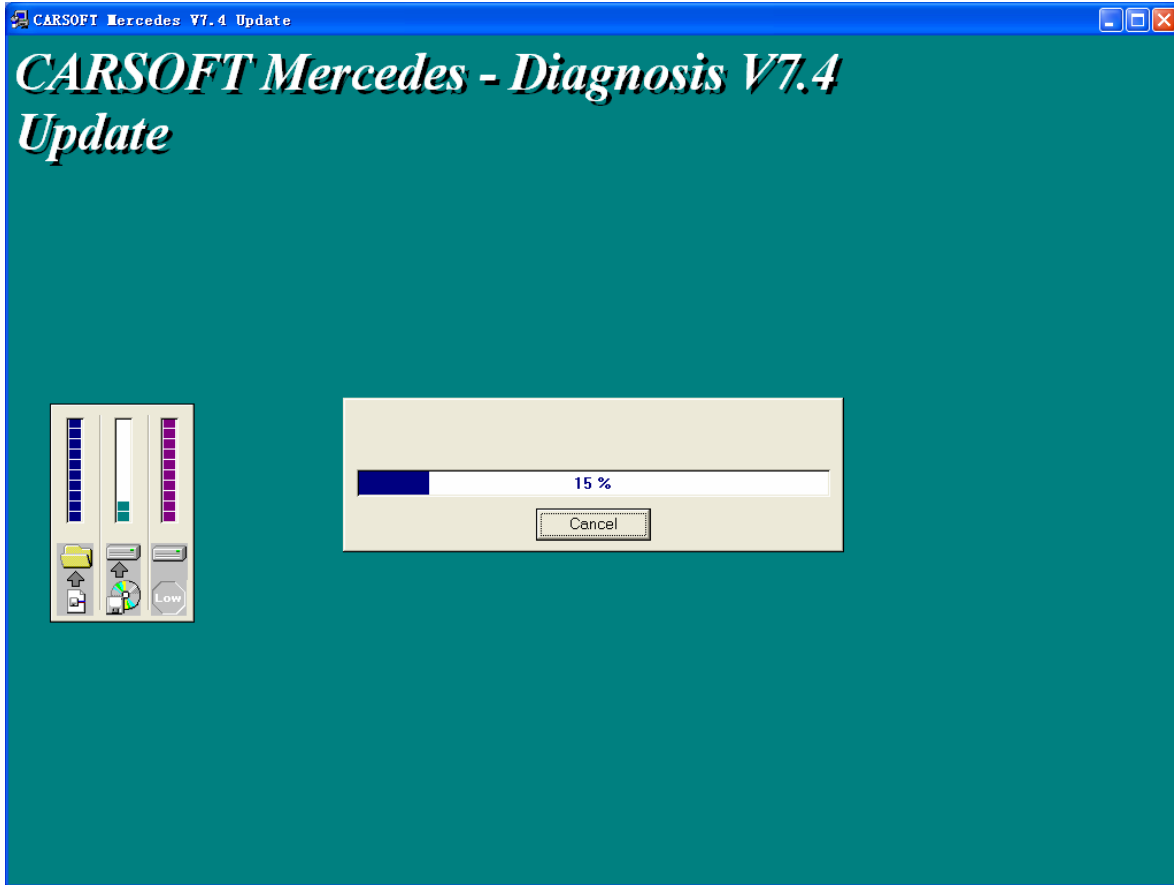 CARSOFT Mercedes V7.4 Update
CARSOFT Mercedes - Diagnosis V7.4
Update
15 %
Cancel
Low